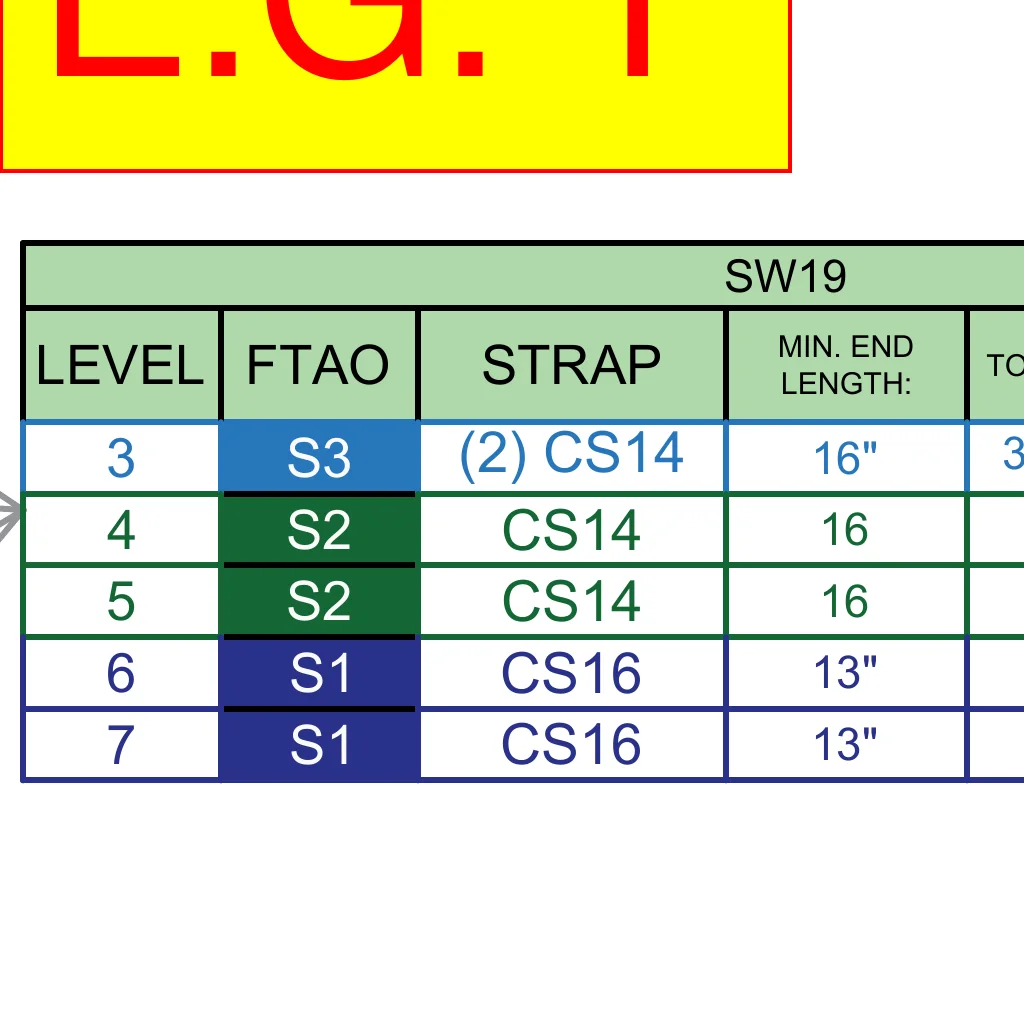 E.G. 1
SW19
LEVEL FTAO STRAP MIN. END LENGTH:
3 S3 (2) CS14 16"
4 S2 CS14 16
5 S2 CS14 16
6 S1 CS16 13"
7 S1 CS16 13"